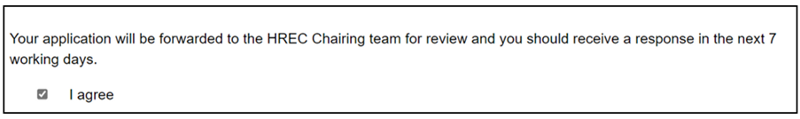 Your application will be forwarded to the HREC Chairing team for review and you should receive a response in the next 7
working days.
I agree